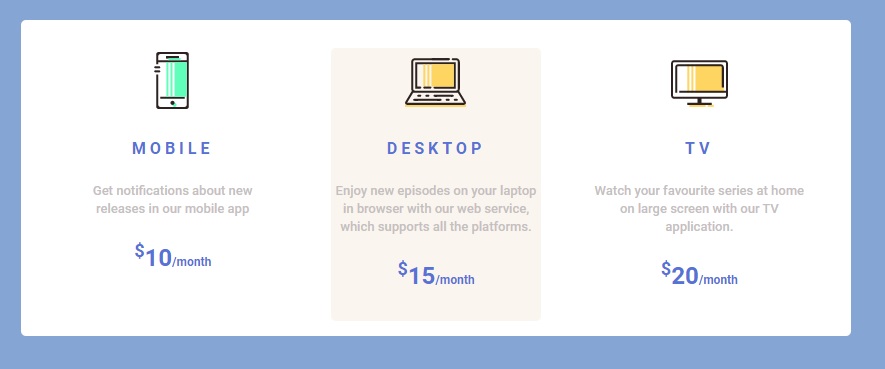 MOBILE
Get notifications about new
releases in our mobile app
$10/month
DESKTOP
Enjoy new episodes on your laptop
in browser with our web service,
which supports all the platforms.
$15/month
TV
Watch your favourite series at home
on large screen with our TV
application.
$20/month